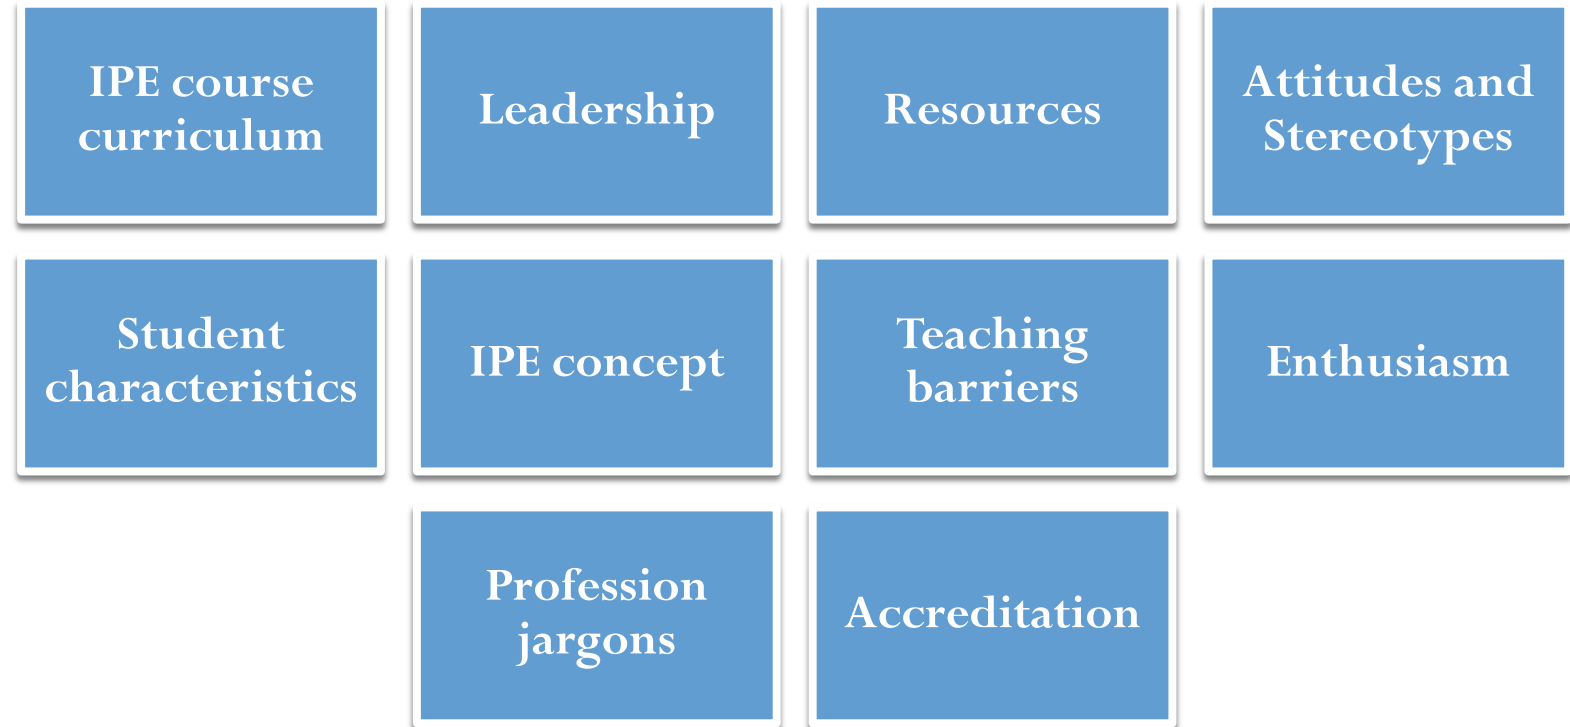 IPE course
curriculum
Leadership
Resources
Attitudes and
Stereotypes
Student
characteristics
IPE concept
Teaching
barriers
Enthusiasm
Profession
jargons
Accreditation